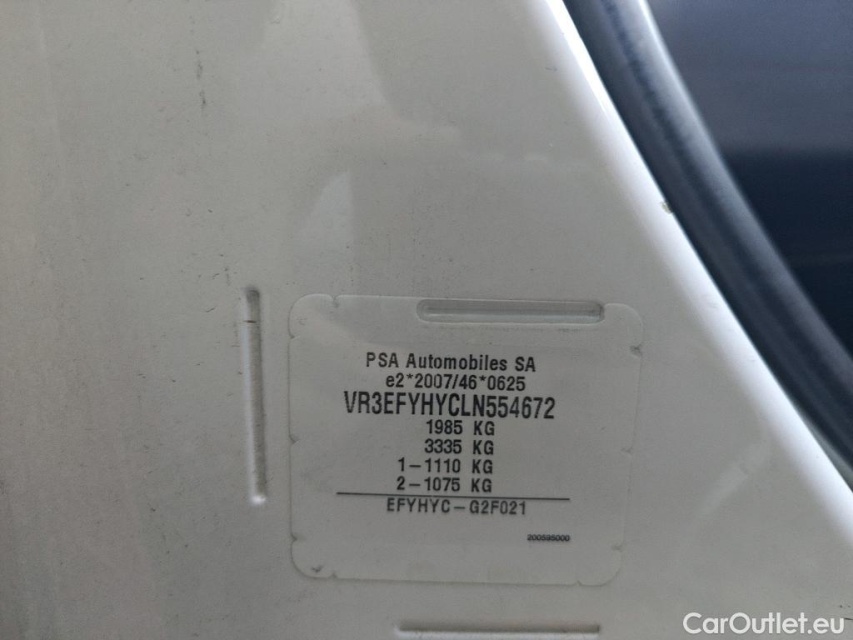 PSA Automobiles SA
e2*2007/46*0625
VR3EFYHYCLN554672
1985 KG
3335 KG
1-1110 KG
2-1075 KG
EFYHYC-G2F021
CarOutlet.eu